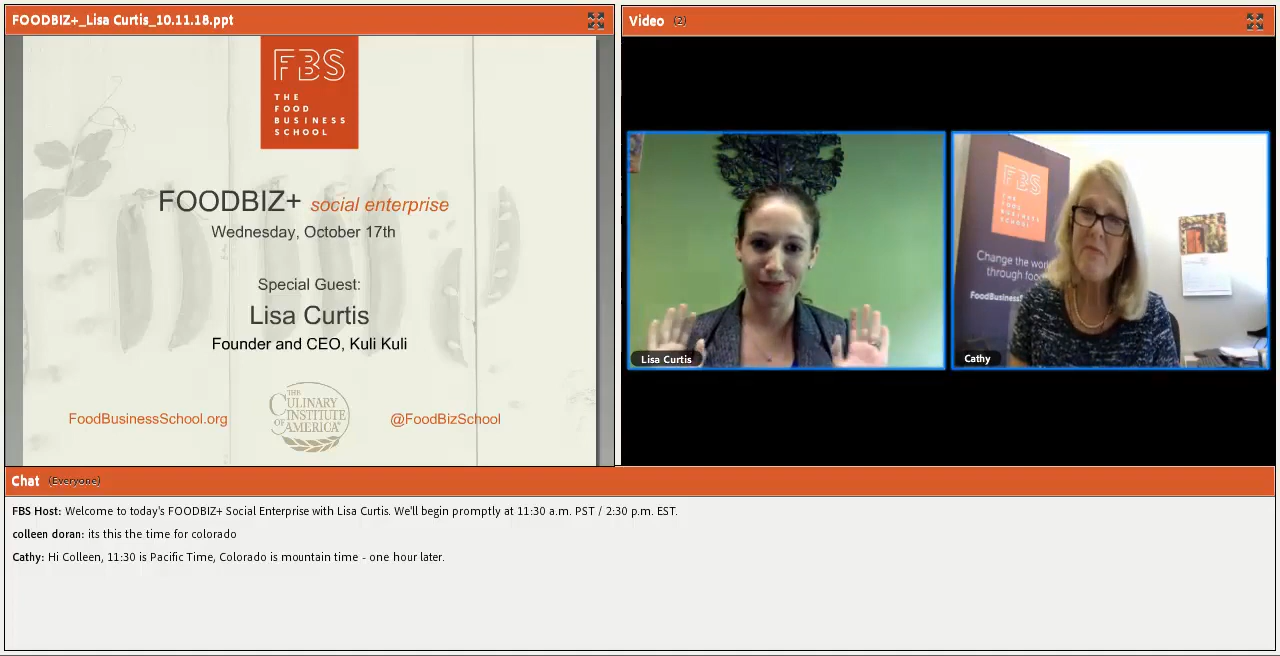 FOODBIZ+_Lisa Curtis_10.11.18.ppt
FBS
THE
FOOD
BUSINESS
SCHOOL
FOODBIZ+ social enterprise
Wednesday, October 17th
Special Guest:
Lisa Curtis
Founder and CEO, Kuli Kuli
FoodBusinessSchool.org
THE
CULINARY
INSTITUTE
OF AMERICA®
@FoodBizSchool
Video (2)
Lisa Curtis
FBS
THE
FOOD
BUSINESS
SCHOOL
Change the
through
Cathy
Chat (Everyone)
FBS Host: Welcome to today's FOODBIZ+ Social Enterprise with Lisa Curtis. We'll begin promptly at 11:30 a.m. PST / 2:30 p.m. EST.
colleen doran: its this the time for colorado
Cathy: Hi Colleen, 11:30 is Pacific Time, Colorado is mountain time - one hour later.